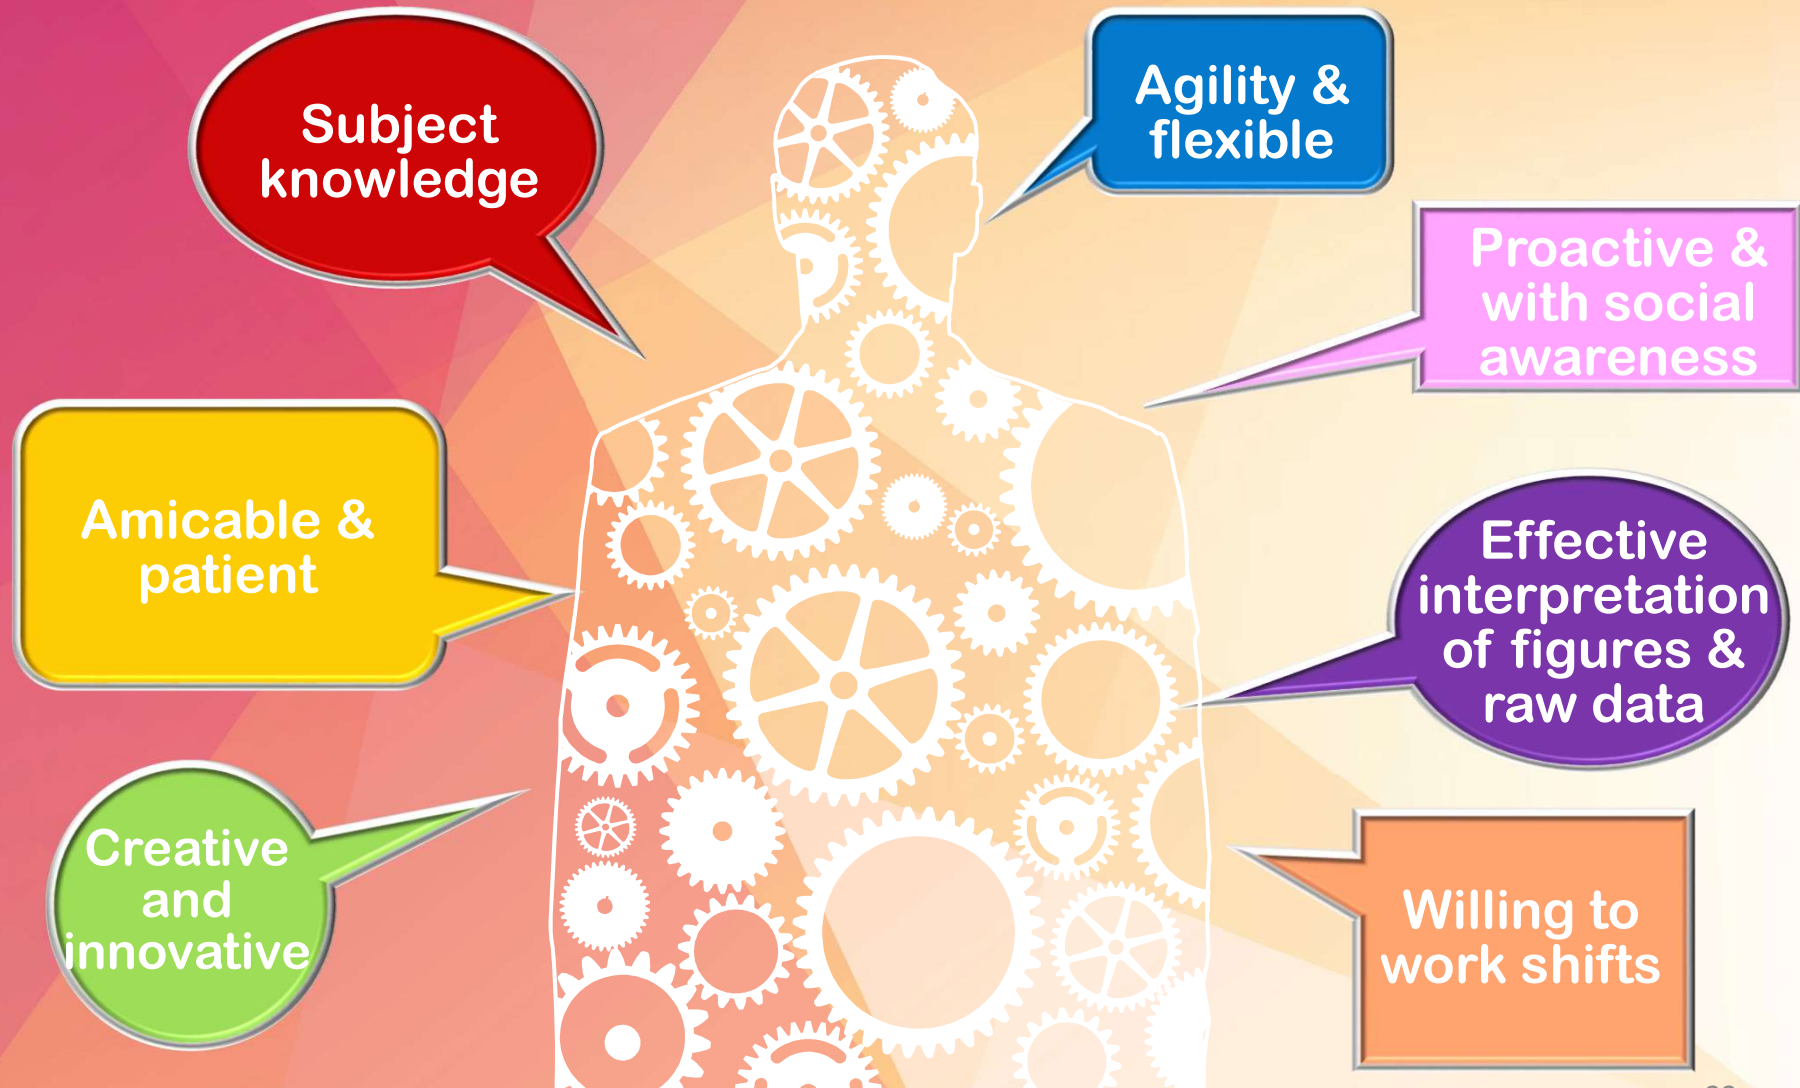 Subject
knowledge
Agility &
flexible
Proactive &
with social
awareness
Amicable &
patient
Effective
interpretation
of figures &
raw data
Creative
and
innovative
Willing to
work shifts